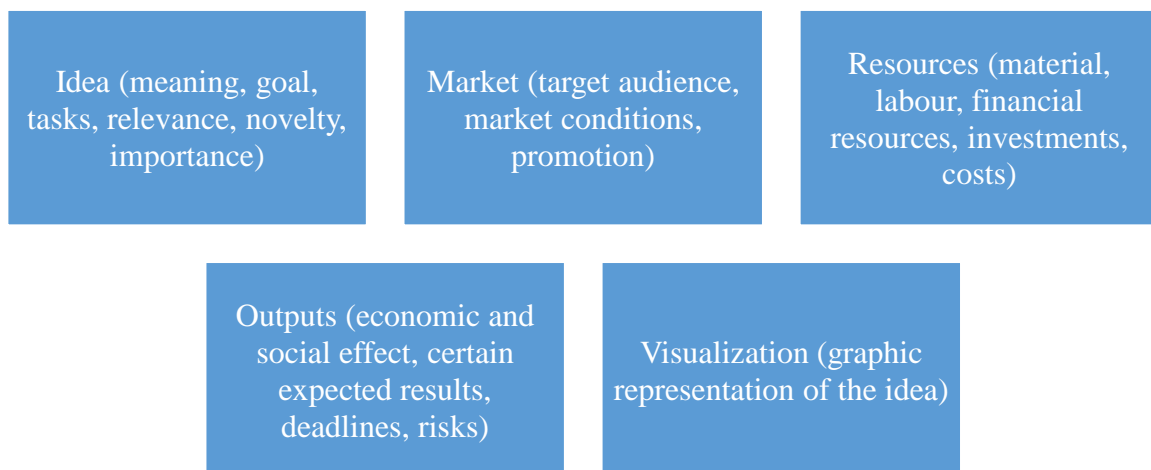 Idea (meaning, goal,
tasks, relevance, novelty,
importance)
Market (target audience,
market conditions,
promotion)
Resources (material,
labour, financial
resources, investments,
costs)
Outputs (economic and
social effect, certain
expected results,
deadlines, risks)
Visualization (graphic
representation of the idea)